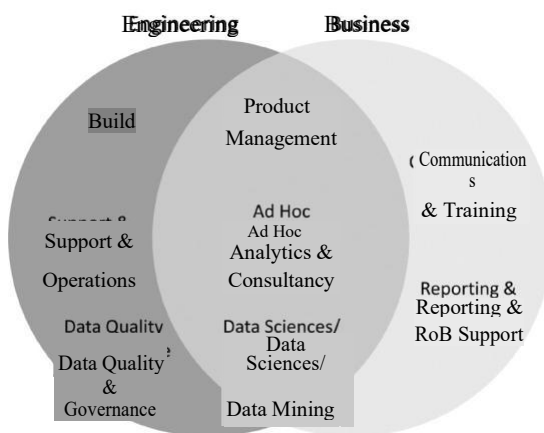 Engineering
Business
Build
Product
Management
Communication
s
& Training
Support &
Operations
Ad Hoc
Ad Hoc
Analytics &
Consultancy
Reporting &
Reporting &
RoB Support
Data Quality
Data Quality
&
Governance
Data Sciences/
Data
Sciences/
Data Mining